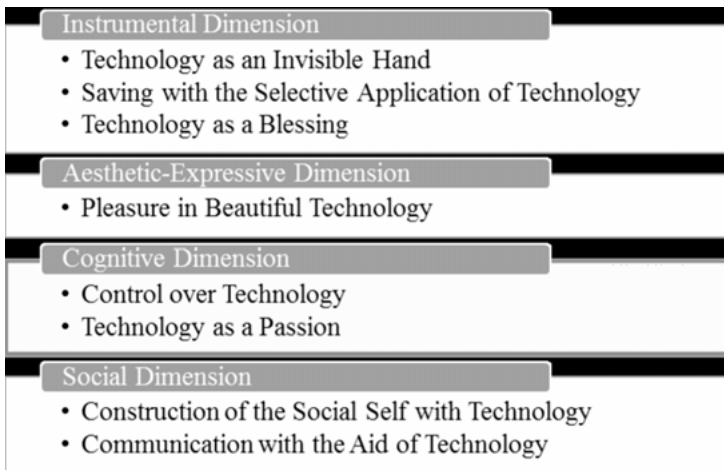 Instrumental Dimension
• Technology as an Invisible Hand
• Saving with the Selective Application of Technology
• Technology as a Blessing
Aesthetic-Expressive Dimension
• Pleasure in Beautiful Technology
Cognitive Dimension
• Control over Technology
• Technology as a Passion
Social Dimension
• Construction of the Social Self with Technology
• Communication with the Aid of Technology